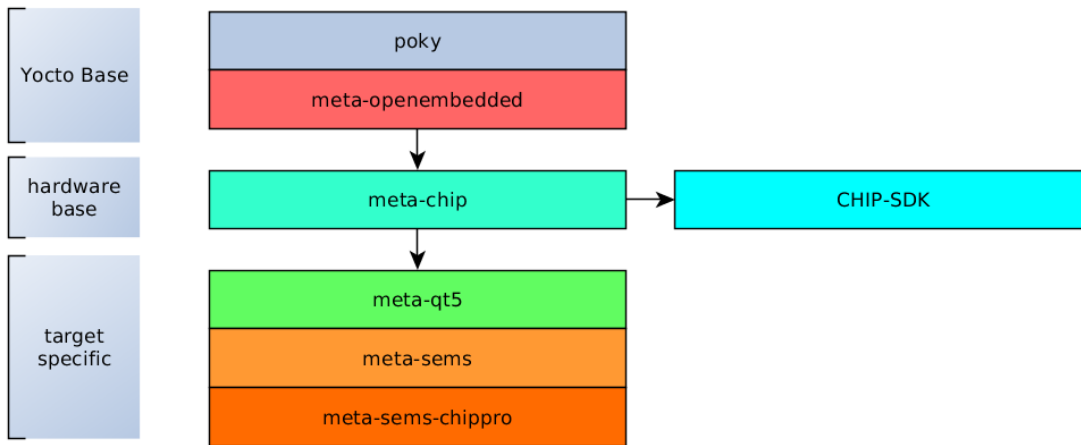 Yocto Base
poky
meta-openembedded
hardware
base
meta-chip
CHIP-SDK
target
specific
meta-qt5
meta-sems
meta-sems-chippro